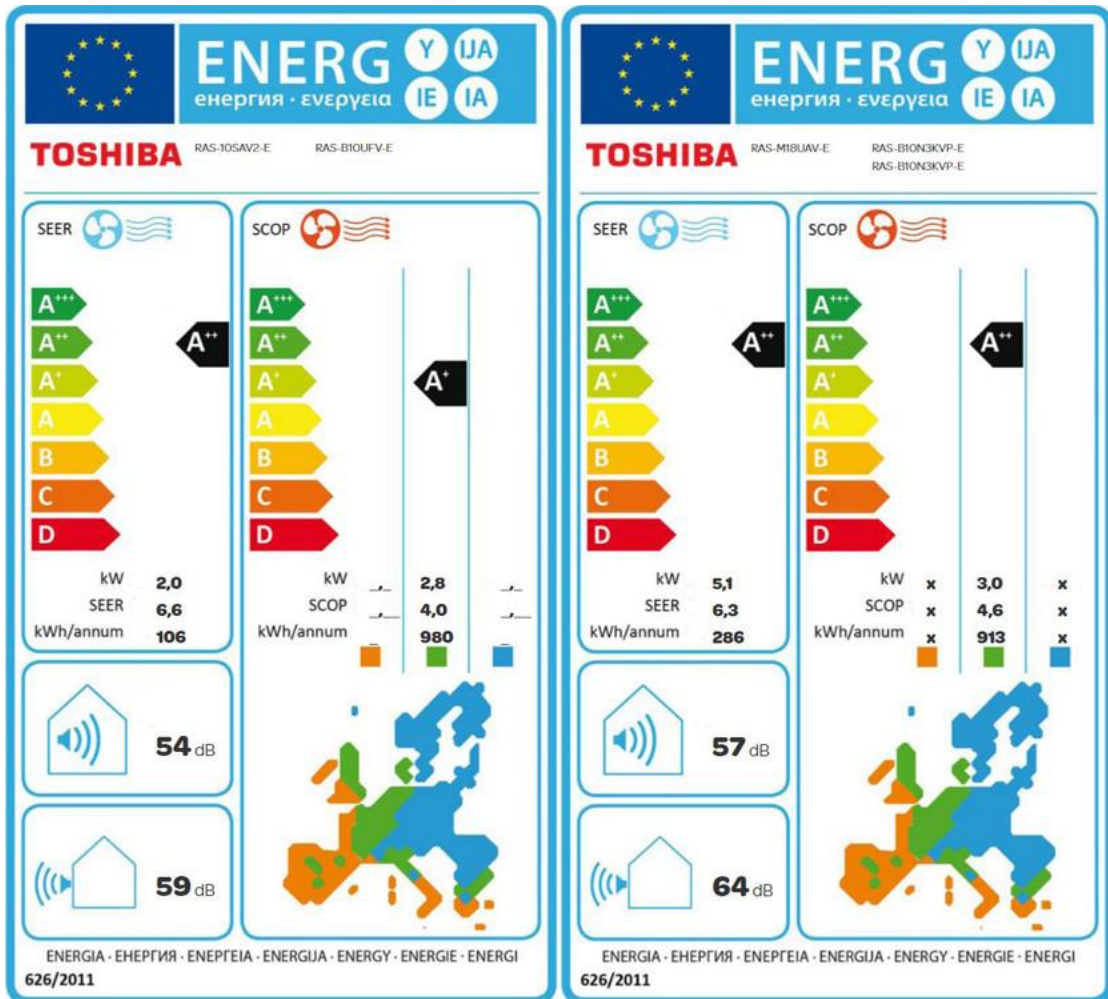 ENERG Y IJA
енергия · ενεργεια IE IA
TOSHIBA RAS-10SAV2-E RAS-B10UFV-E
SEER
SCOP
A+++
A++
A+
A
B
C
D
A++
A+++
A++
A+
A
B
C
D
A+
kW 2,0
SEER 6,6
kWh/annum 106
kW _,_ 2,8 _,_
SCOP _,__ 4,0 _,__
kWh/annum _ 980 _
54 dB
59 dB
ENERGIA · ЕНЕРГИЯ · ΕΝΕΡΓΕΙΑ · ENERGIJA · ENERGY · ENERGIE · ENERGI
626/2011
ENERG Y IJA
енергия · ενεργεια IE IA
TOSHIBA RAS-M18UAV-E RAS-B10N3KVP-E
RAS-B10N3KVP-E
SEER
SCOP
A+++
A++
A+
A
B
C
D
A++
A+++
A++
A+
A
B
C
D
A++
kW 5,1
SEER 6,3
kWh/annum 286
kW x 3,0 x
SCOP x 4,6 x
kWh/annum x 913 x
57 dB
64 dB
ENERGIA · ЕНЕРГИЯ · ΕΝΕΡΓΕΙΑ · ENERGIJA · ENERGY · ENERGIE · ENERGI
626/2011